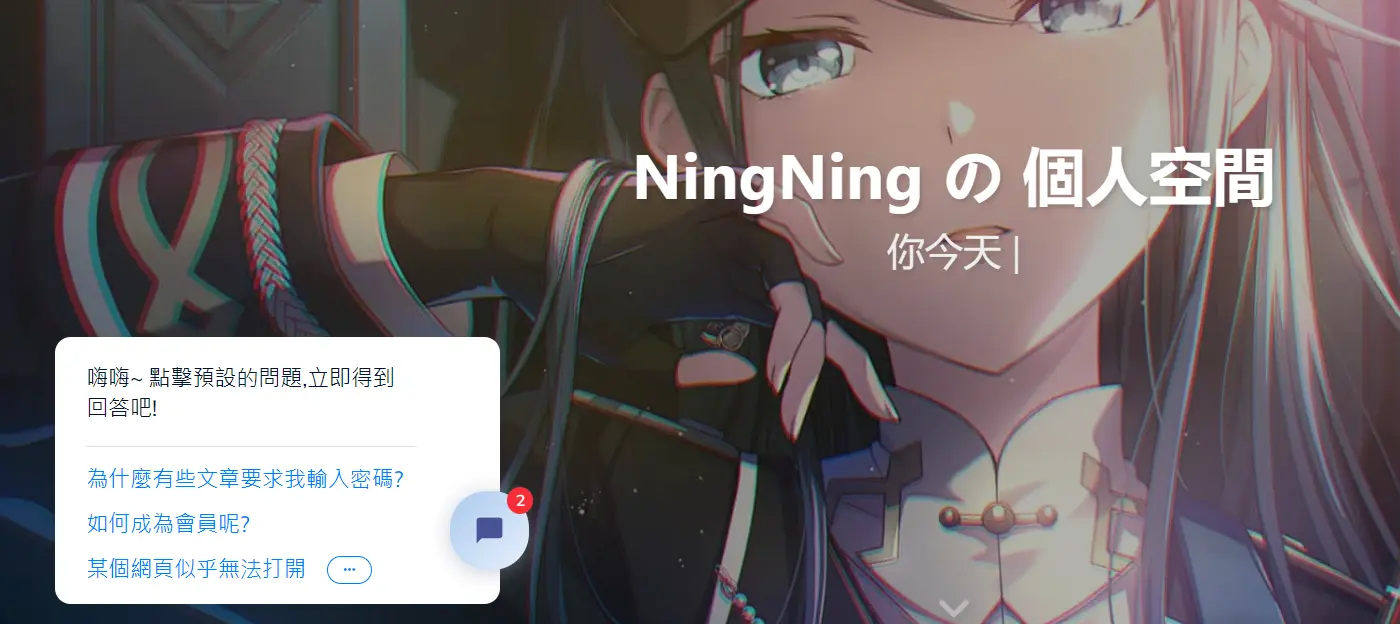 NingNing の 個人空間
你今天 |
嗨嗨~ 點擊預設的問題,立即得到
回答吧!
為什麼有些文章要求我輸入密碼?
如何成為會員呢?
某個網頁似乎無法打開 ...
2